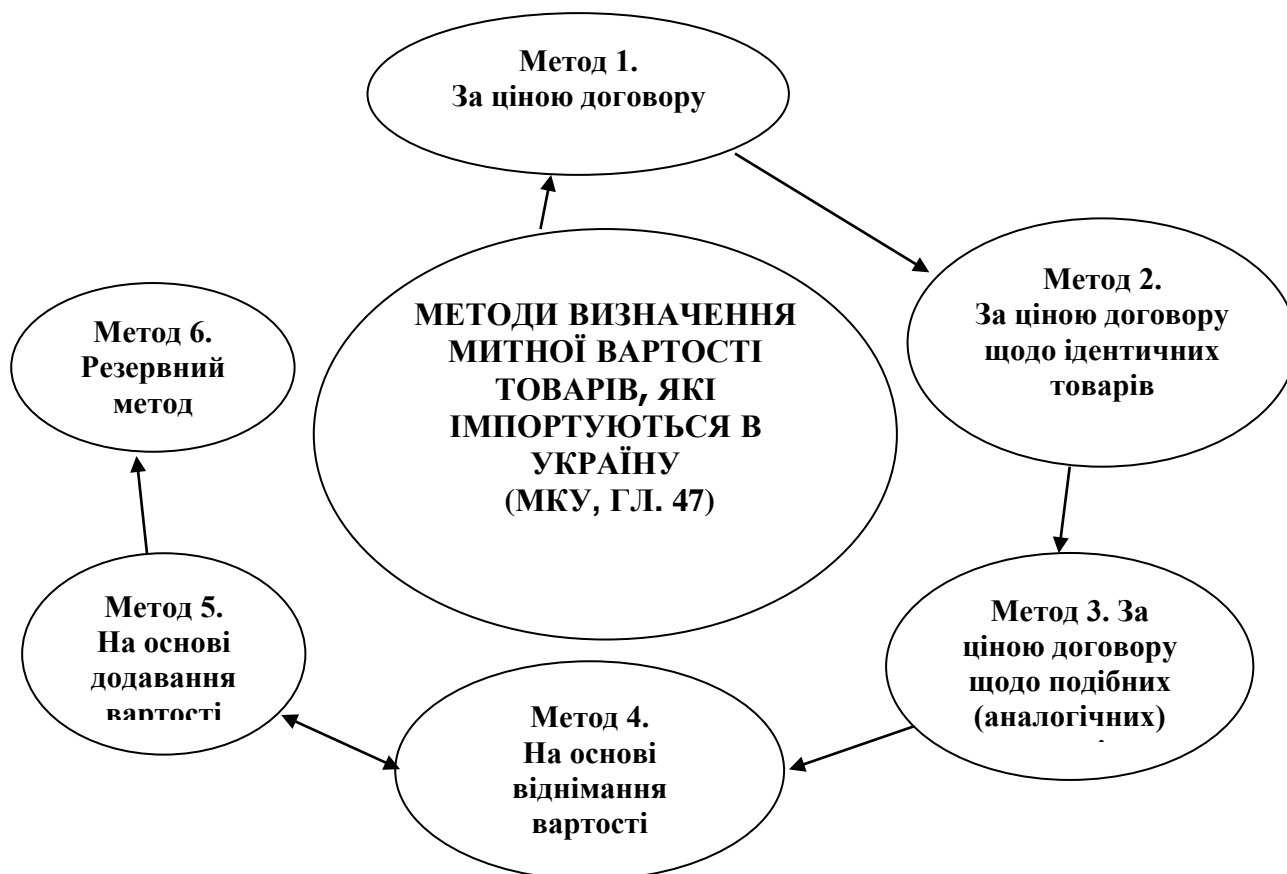 Метод 1.
За ціною договору
МЕТОДИ ВИЗНАЧЕННЯ
МИТНОЇ ВАРТОСТІ
ТОВАРІВ, ЯКІ
ІМПОРТУЮТЬСЯ В
УКРАЇНУ
(МКУ, ГЛ. 47)
Метод 2.
За ціною договору
щодо ідентичних
товарів
Метод 3. За
ціною договору
щодо подібних
(аналогічних)
Метод 4.
На основі
віднімання
вартості
Метод 5.
На основі
додавання
вартості
Метод 6.
Резервний
метод